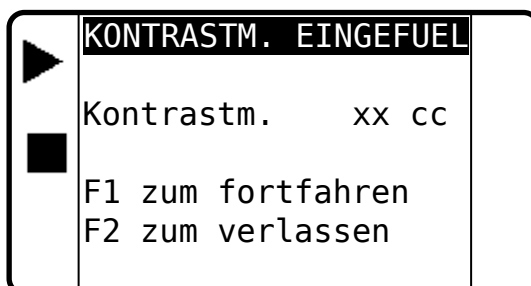 KONTRASTM. EINGEFUEL
Kontrastm. xx cc
F1 zum fortfahren
F2 zum verlassen